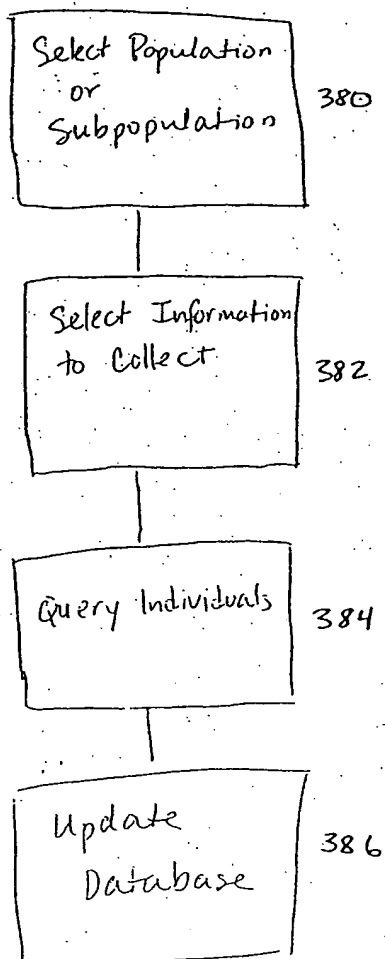 Select Population
or
Subpopulation
380
Select Information
to Collect
382
Query Individuals
384
Update
Database
386